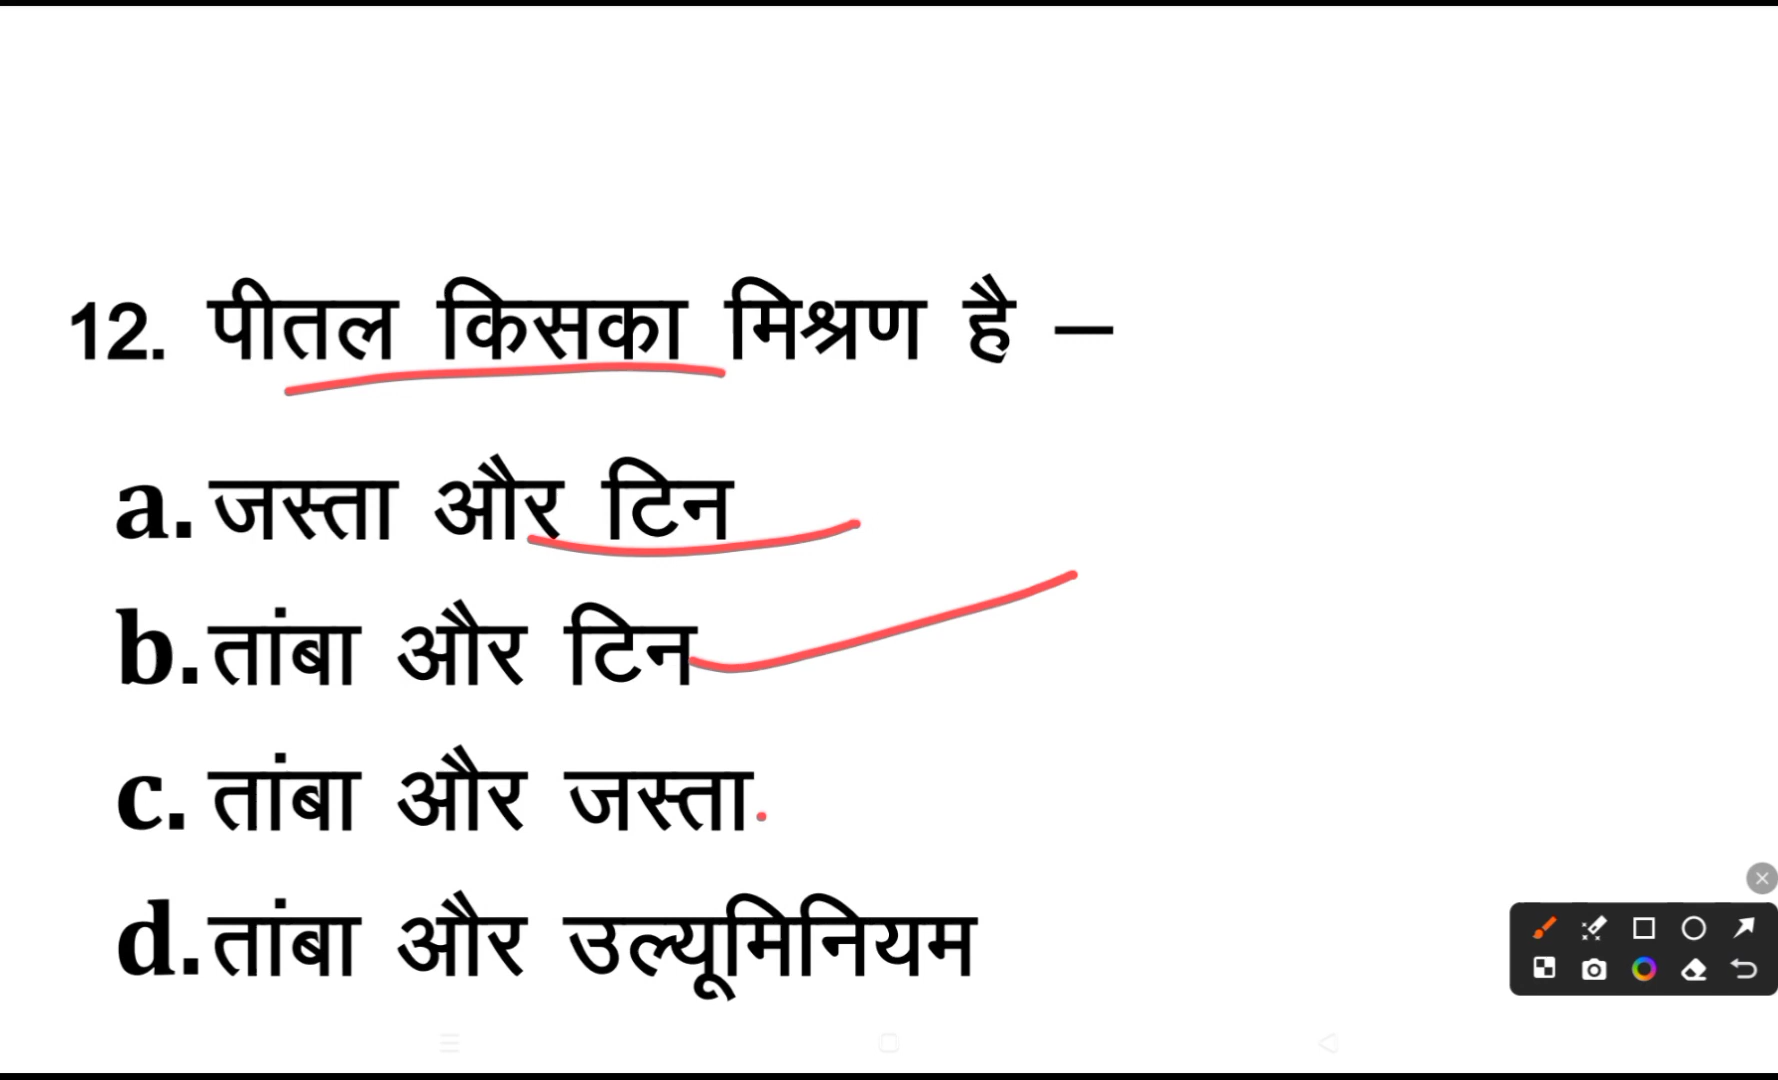 12. पीतल किसका मिश्रण है –
a. जस्ता और टिन
b. तांबा और टिन
c. तांबा और जस्ता
d. तांबा और उल्यूमिनियम